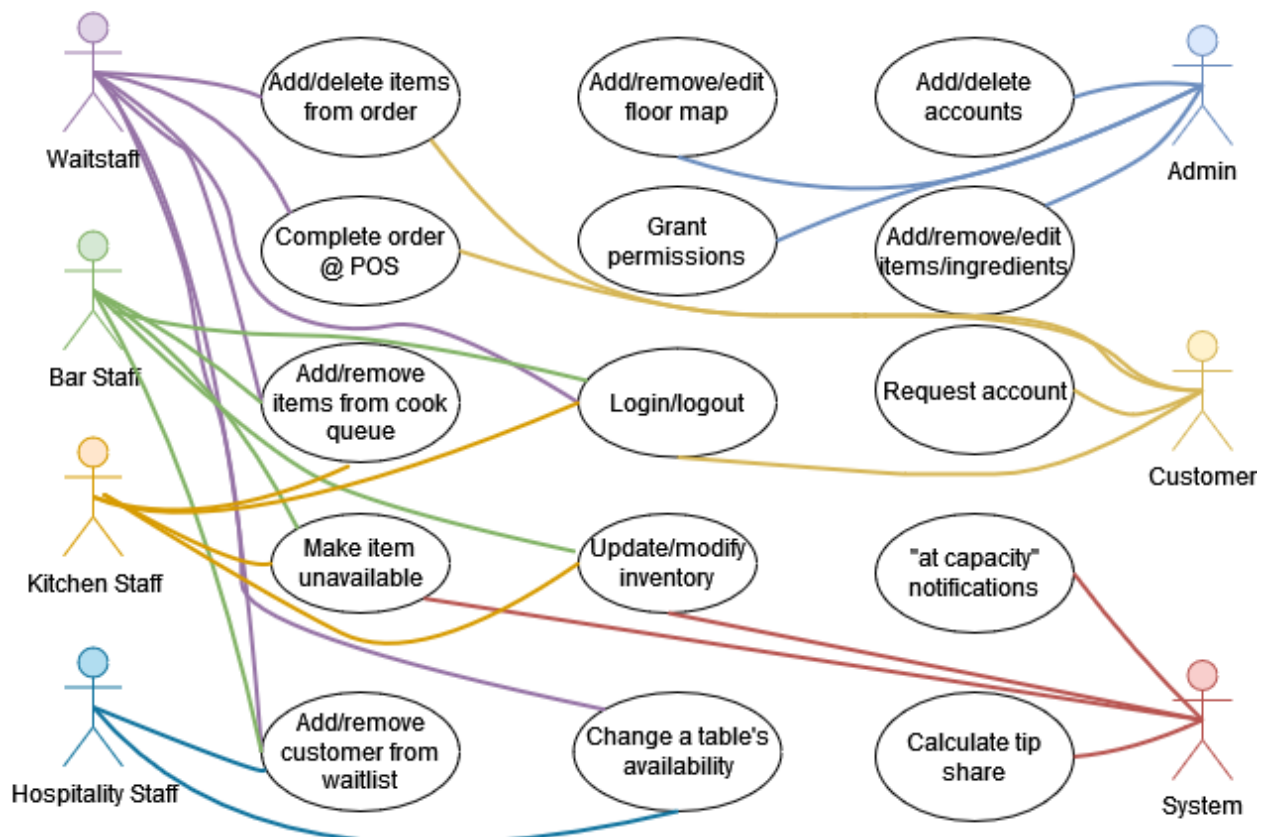 Add/delete items
from order
Add/remove/edit
floor map
Add/delete
accounts
Waitstaff
Admin
Complete order
@ POS
Grant
permissions
Add/remove/edit
items/ingredients
Bar Staff
Add/remove
items from cook
queue
Login/logout
Request account
Customer
Kitchen Staff
Make item
unavailable
Update/modify
inventory
"at capacity"
notifications
Hospitality Staff
Add/remove
customer from
waitlist
Change a table's
availability
Calculate tip
share
System